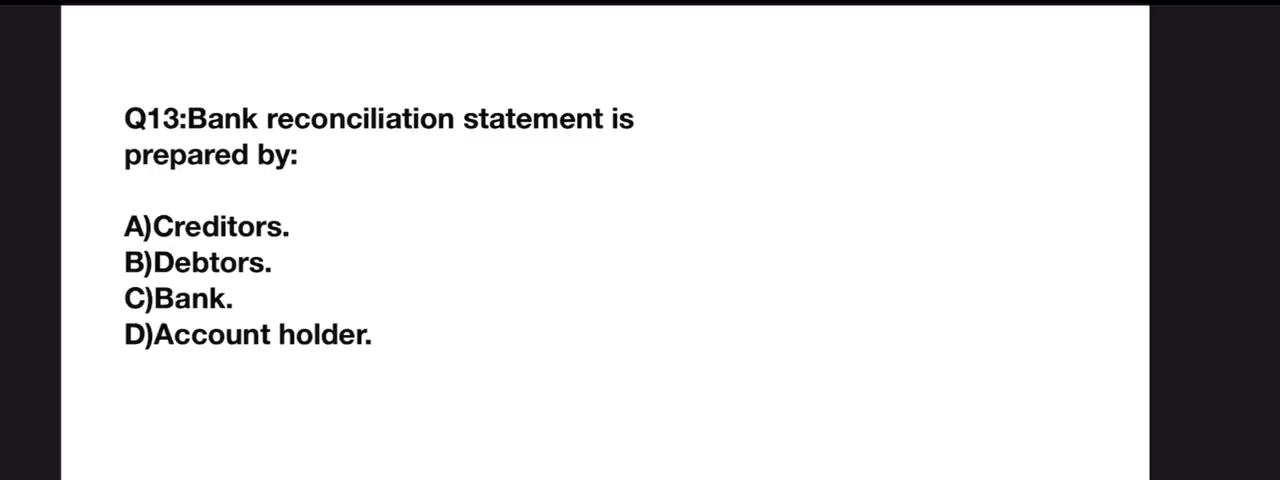 Q13:Bank reconciliation statement is
prepared by:
A)Creditors.
B)Debtors.
C)Bank.
D)Account holder.